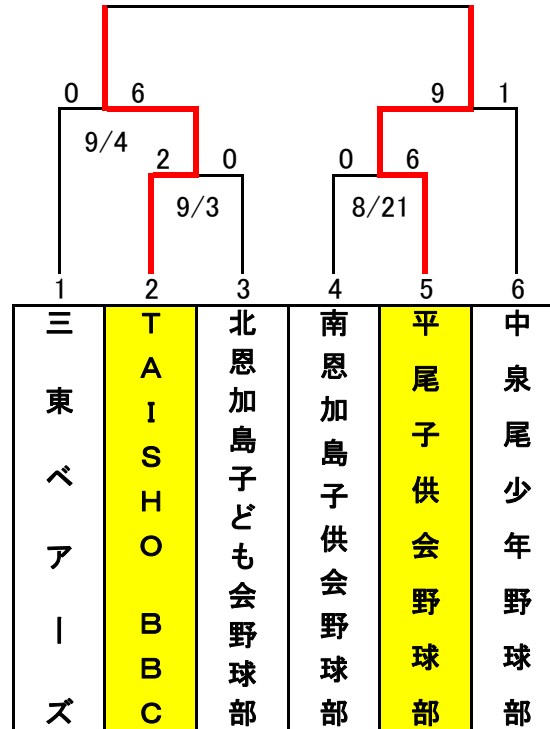 0 6 9 1
9/4
2 0 0 6
9/3 8/21
1 2 3 4 5 6
三東ベアーズ
TAISHO BBC
北恩加島子ども会野球部
南恩加島子供会野球部
平尾子供会野球部
中泉尾少年野球部